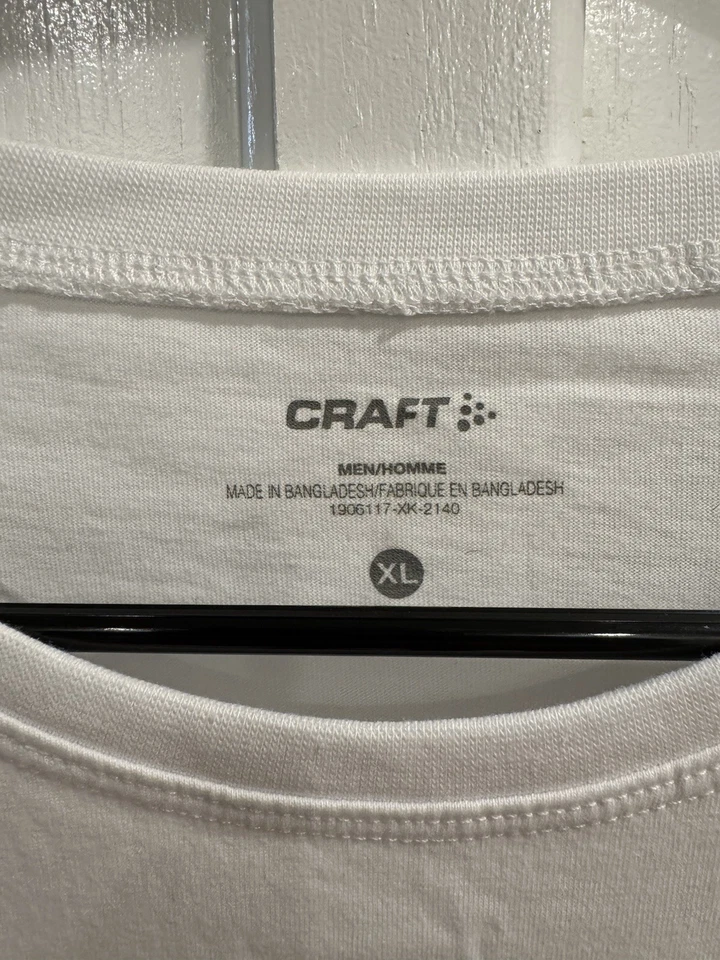 CRAFT
MEN/HOMME
MADE IN BANGLADESH/FABRIQUE EN BANGLADESH
1906117-XK-2140
XL